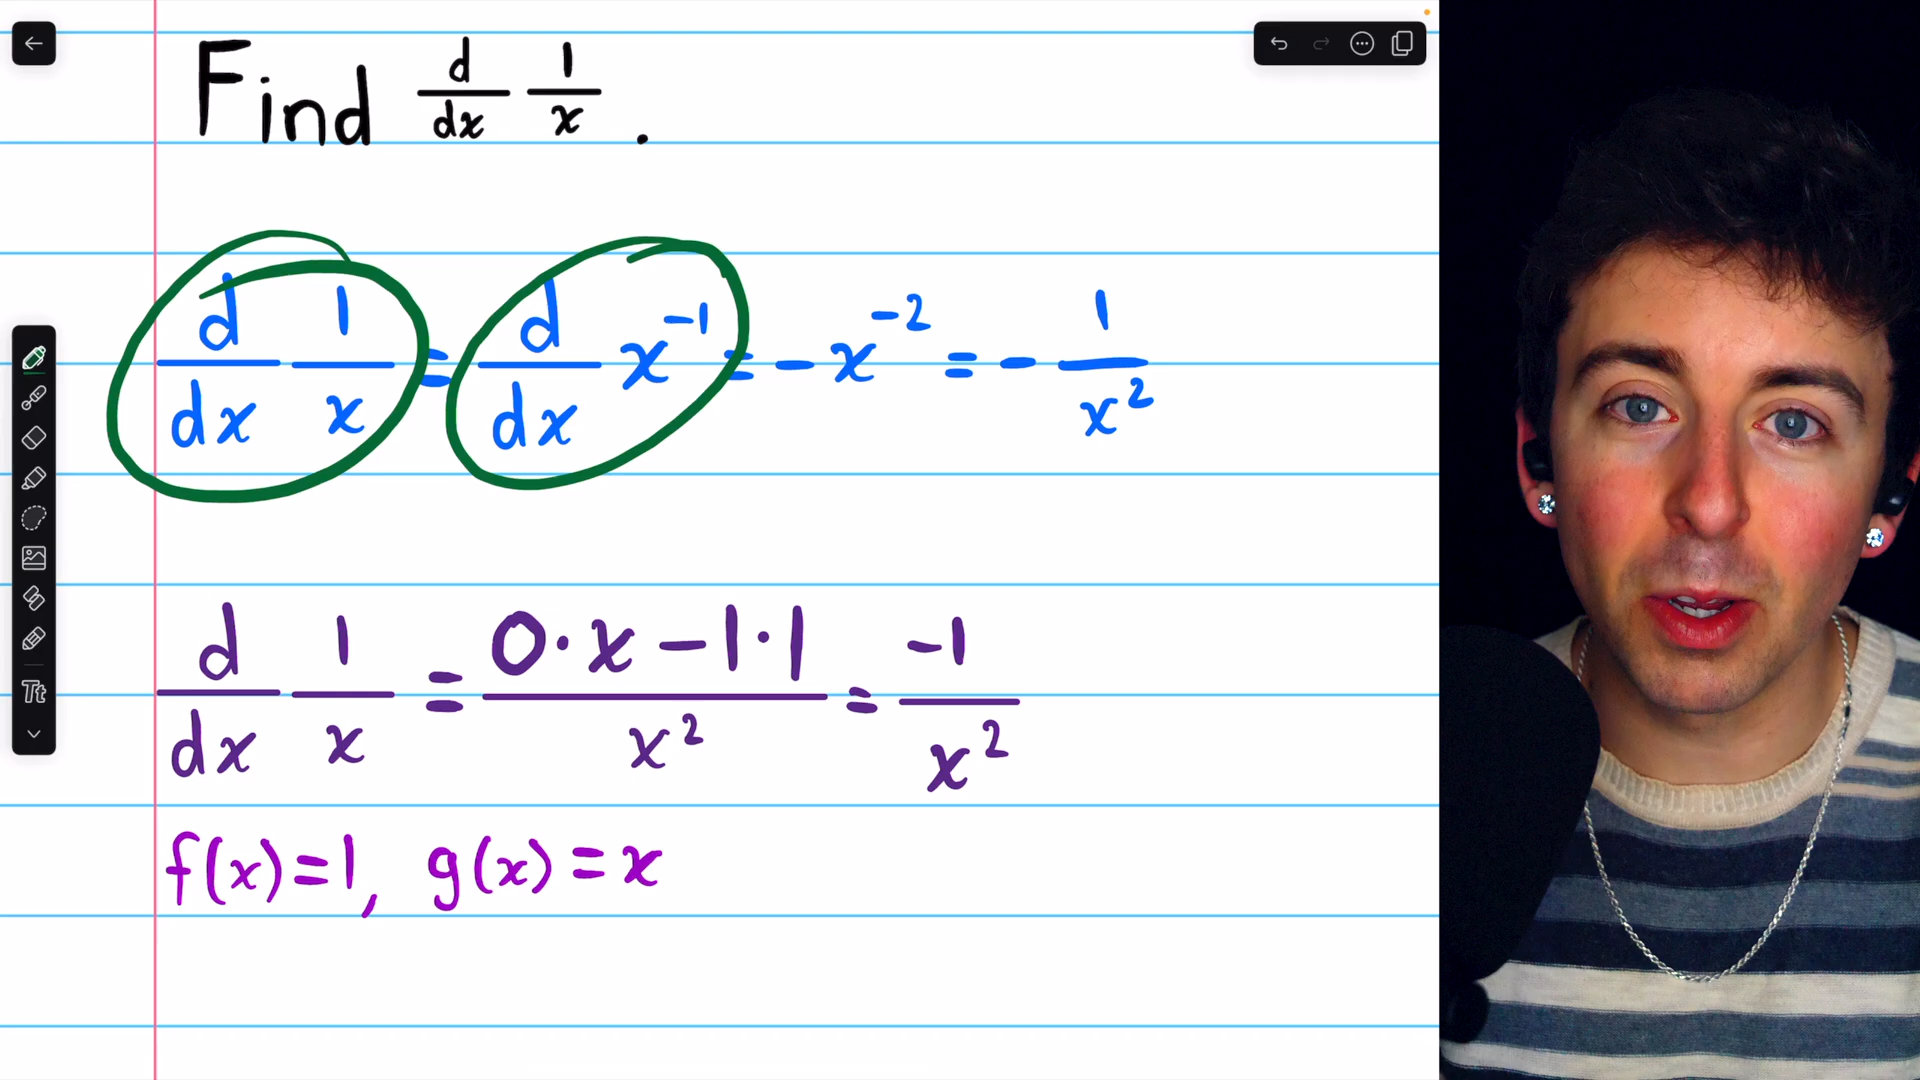 Find d/dx 1/x .
d/dx 1/x = d/dx x^-1 = -x^-2 = - 1/x^2
d/dx 1/x = 0·x-1·1/x^2 = -1/x^2
f(x)=1, g(x)=x
Tt